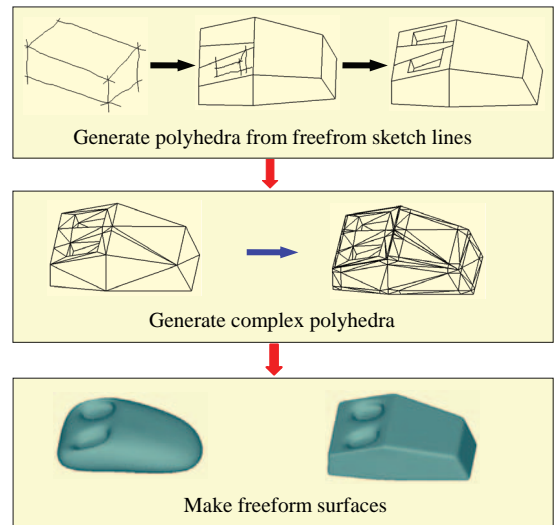 Generate polyhedra from freefrom sketch lines
Generate complex polyhedra
Make freeform surfaces